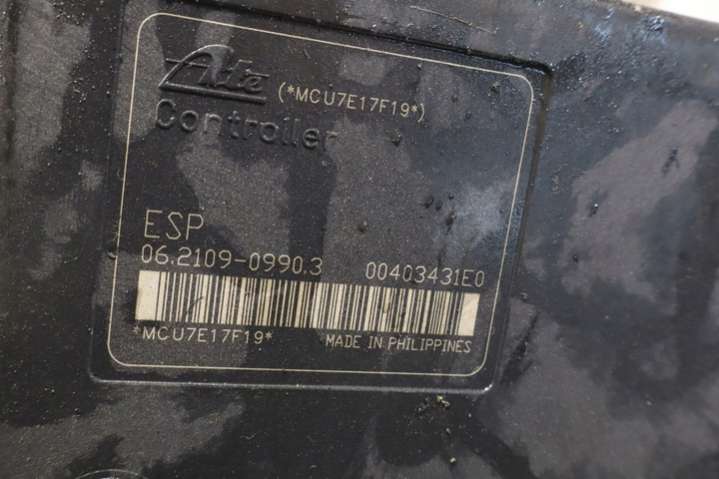 Ate (*MCU7E17F19*)
Controller
ESP
06.2109-0990.3 00403431E0
*MCU7E17F19* MADE IN PHILIPPINES